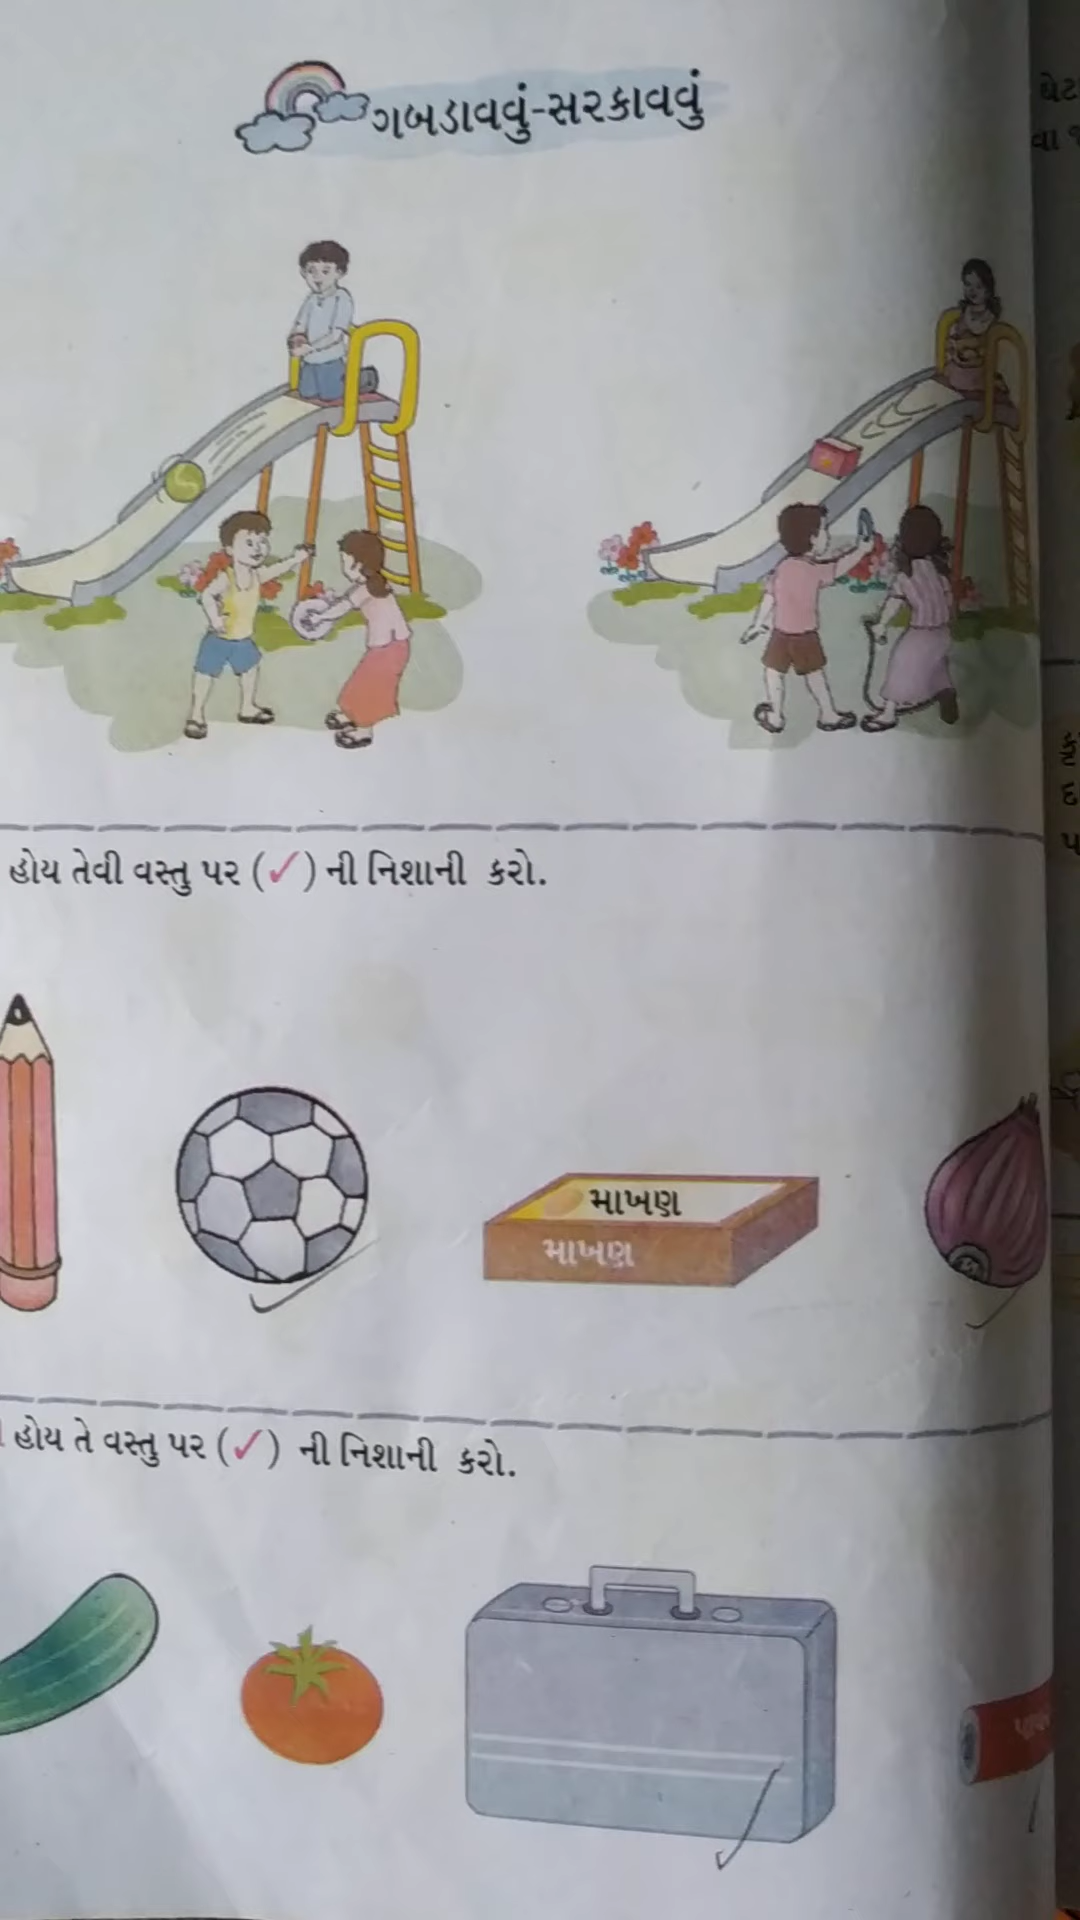 ગબડાવવું-સરકાવવું
હોય તેવી વસ્તુ પર (✓) ની નિશાની કરો.
માખણ
માખણ
હોય તે વસ્તુ પર (✓) ની નિશાની કરો.